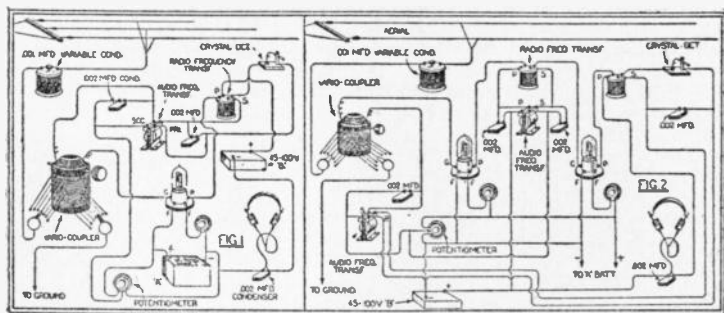 .001 MFD VARIABLE COND.
CRYSTAL DET.
RADIO FREQUENCY
TRANSF
.002 MFD COND.
AUDIO FREQ.
TRANSF
SEC.
PRI.
.002 MFD
P
S
45-100V
"B"
G
P
F
F
VARIO-COUPLER
FIG.1
"A"
TO GROUND
POTENTIOMETER
.002 MFD
CONDENSER
AERIAL
.001 MFD VARIABLE COND.
RADIO FREQ TRANSF
CRYSTAL-DET
VARIO-COUPLER
P
S
P
S
P
S
.002
MFD.
AUDIO
FREQ
TRANSF
.002
MFD.
.002 MFD.
G
P
F
F
G
P
F
F
.002 MFD
FIG.2
AUDIO FREQ.
TRANSF
POTENTIOMETER
TO GROUND
TO "A" BATT
45-100V "B"
.002 MFD